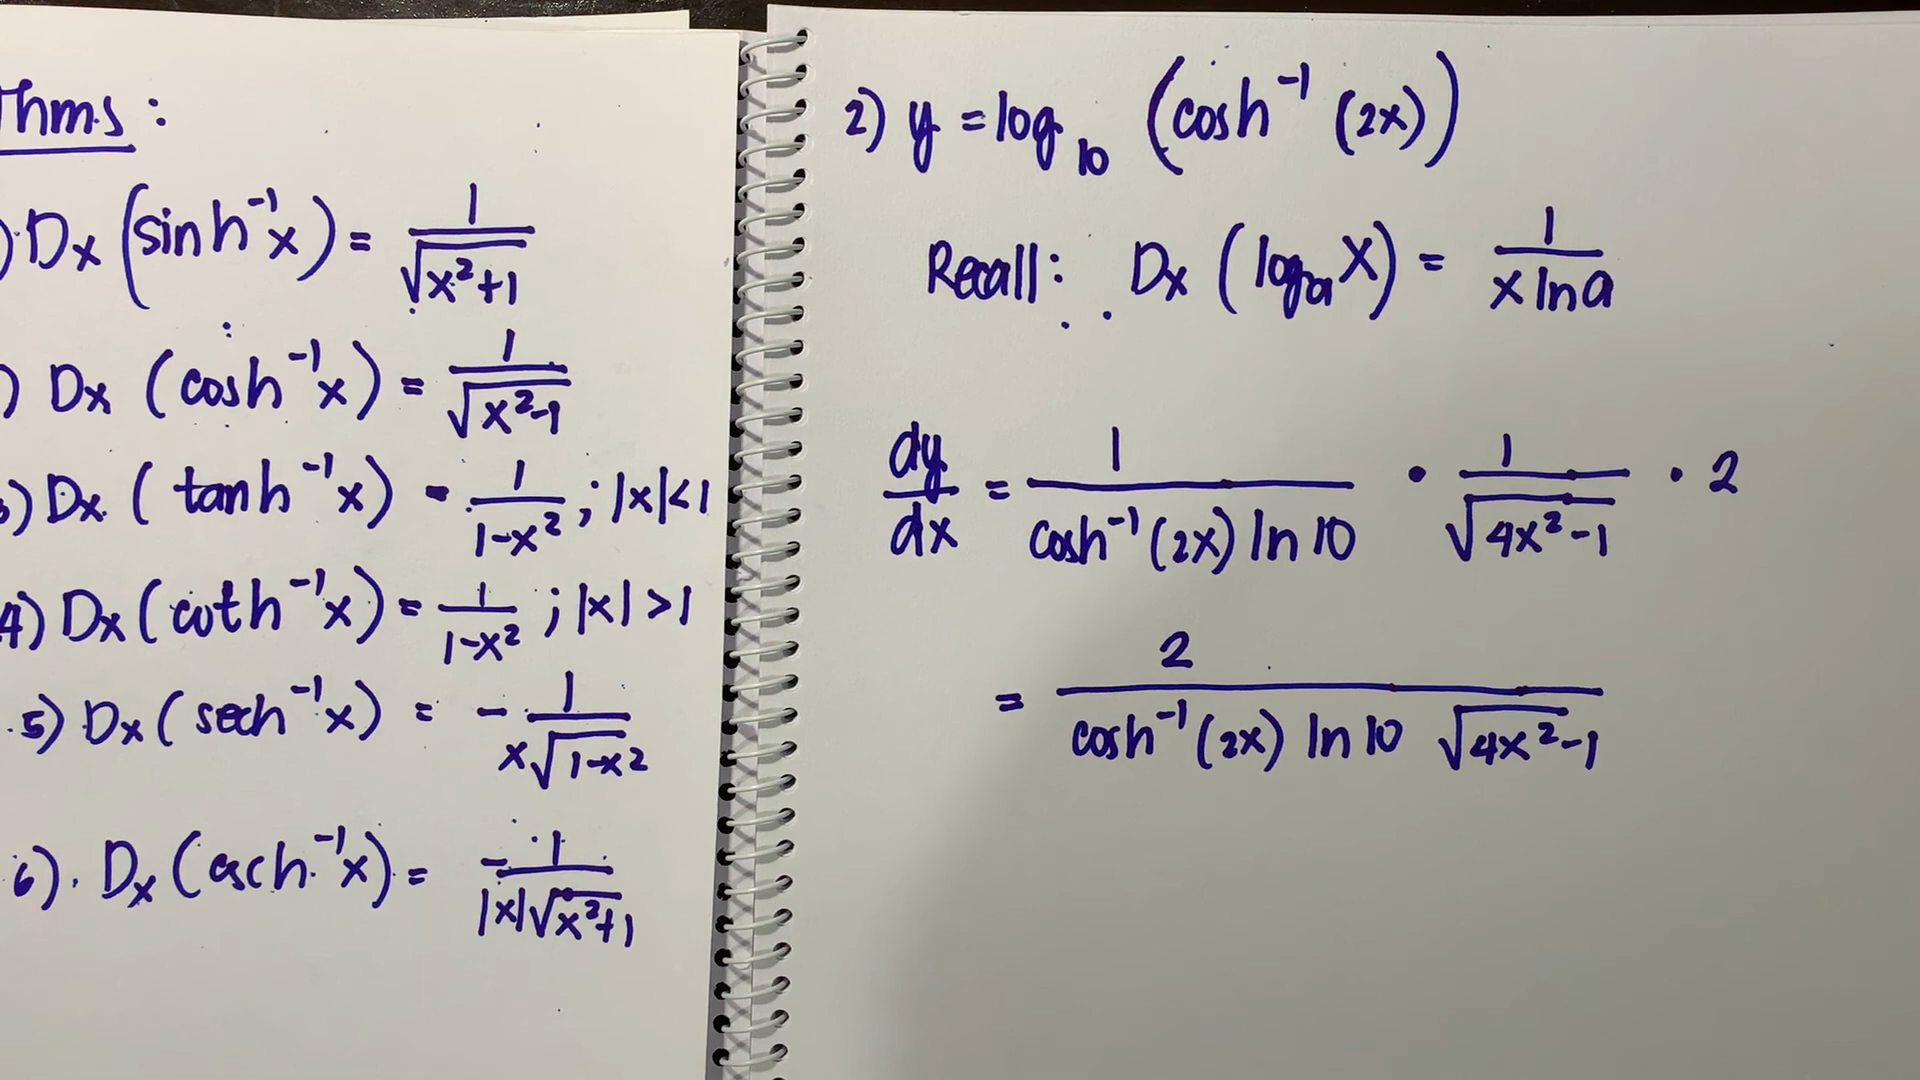 thms :
) Dx (sinh⁻¹x) = 1/√(x²+1)
) Dx (cosh⁻¹x) = 1/√(x²-1)
3) Dx (tanh⁻¹x) = 1/(1-x²) ; |x|<1
4) Dx (coth⁻¹x) = 1/(1-x²) ; |x|>1
5) Dx (sech⁻¹x) = - 1/(x√(1-x²))
6). Dx (csch⁻¹x) = -1/(|x|√(x²+1))
2) y = log₁₀ (cosh⁻¹ (2x))
Recall: Dx (logₐX) = 1/(x ln a)
dy/dx = 1/(cosh⁻¹(2x) ln 10) • 1/√(4x²-1) • 2
= 2/(cosh⁻¹(2x) ln 10 √(4x²-1))